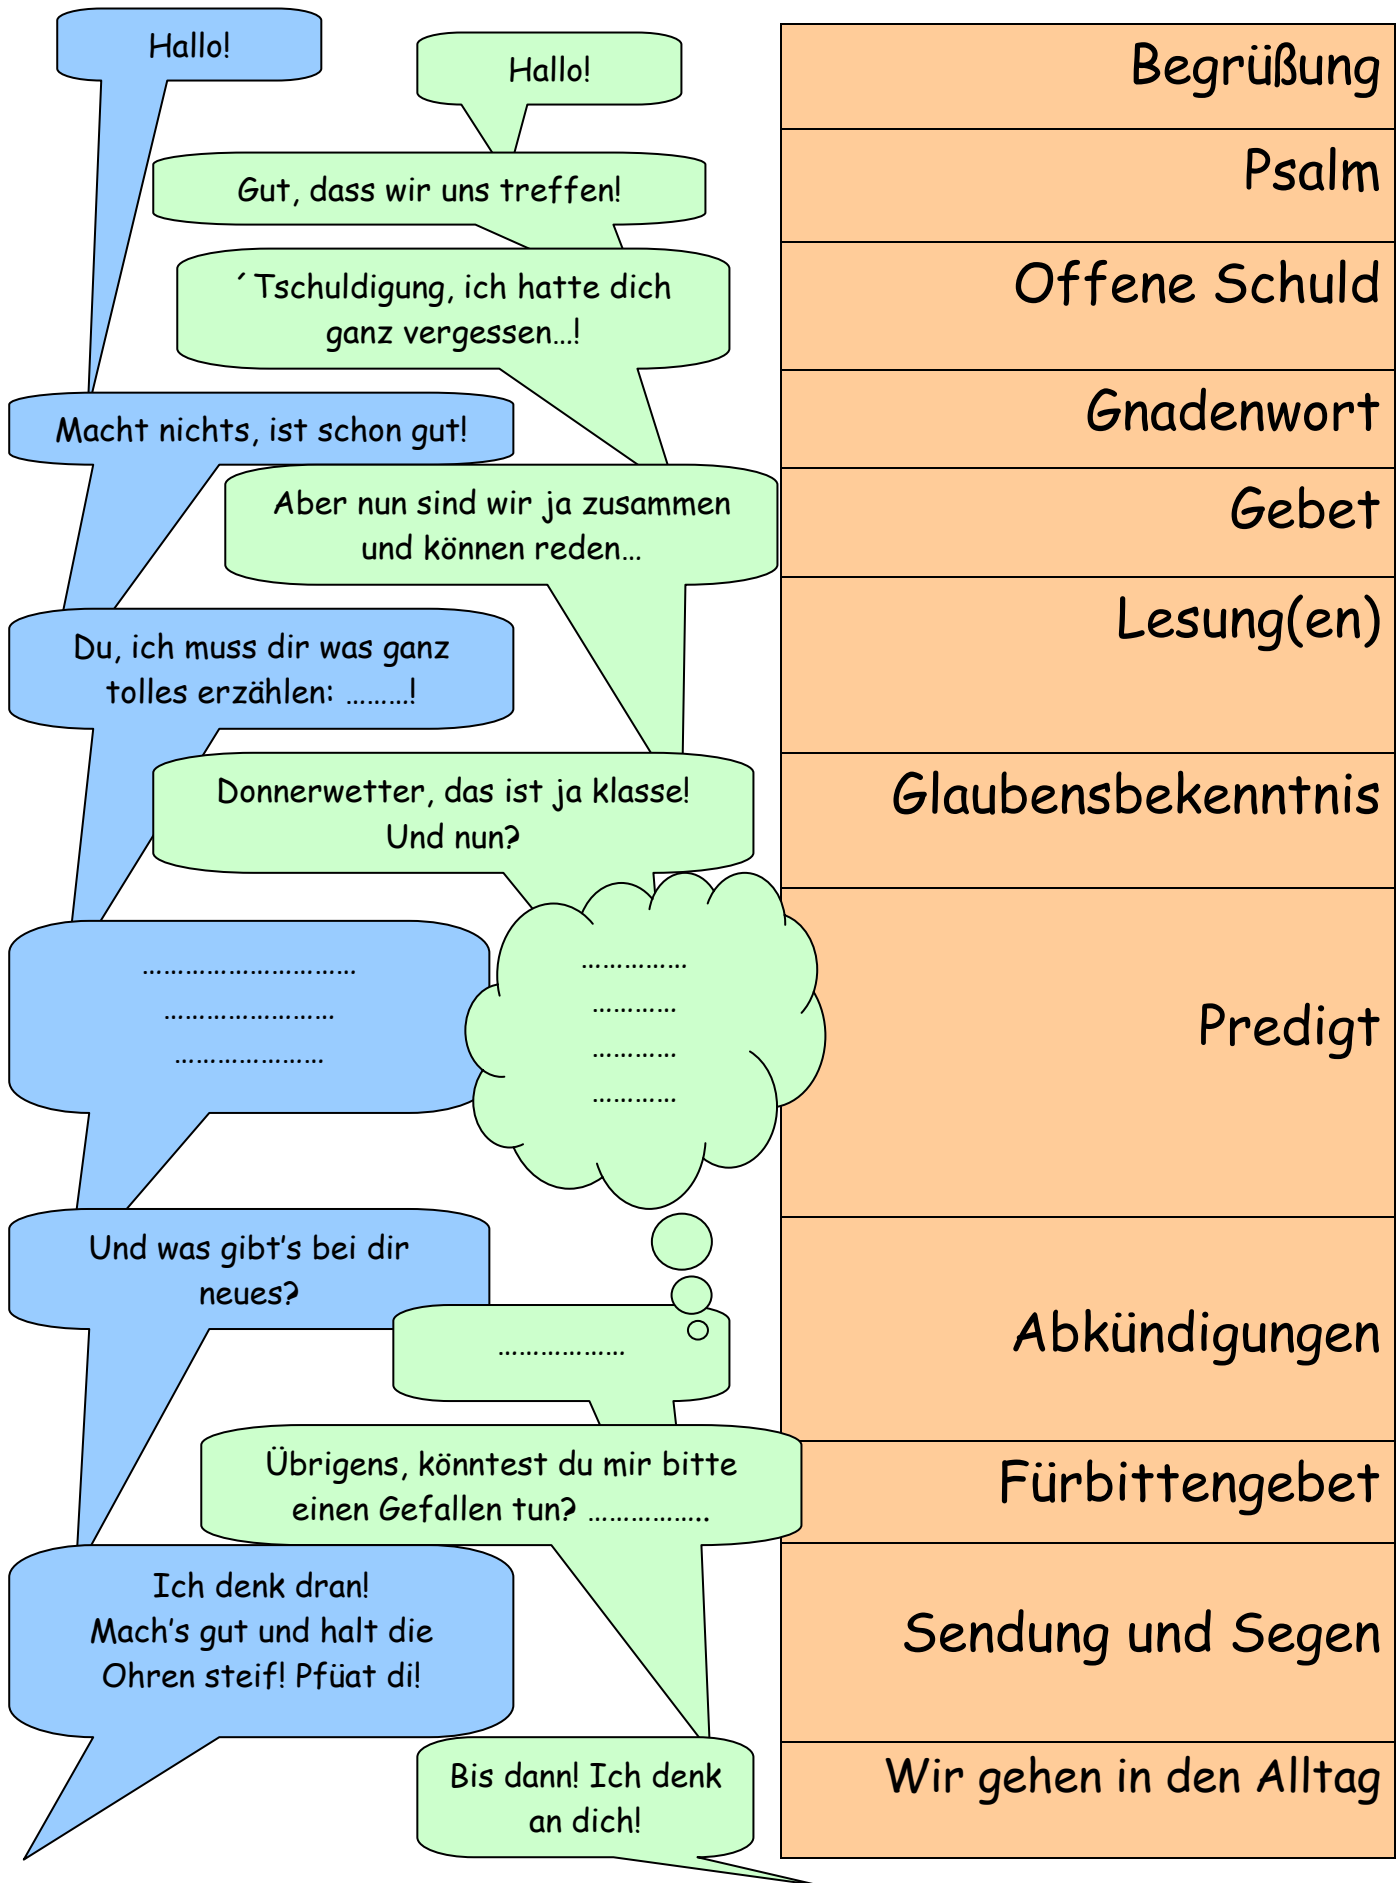 Hallo!
Hallo!
Begrüßung
Gut, dass wir uns treffen!
Psalm
´Tschuldigung, ich hatte dich
ganz vergessen…!
Offene Schuld
Macht nichts, ist schon gut!
Gnadenwort
Aber nun sind wir ja zusammen
und können reden…
Gebet
Du, ich muss dir was ganz
tolles erzählen: ………!
Lesung(en)
Donnerwetter, das ist ja klasse!
Und nun?
Glaubensbekenntnis
…………………………
……………………
…………………
……………
…………
…………
…………
Predigt
Und was gibt’s bei dir
neues?
………………
Abkündigungen
Übrigens, könntest du mir bitte
einen Gefallen tun? ……………..
Fürbittengebet
Ich denk dran!
Mach’s gut und halt die
Ohren steif! Pfüat di!
Sendung und Segen
Bis dann! Ich denk
an dich!
Wir gehen in den Alltag